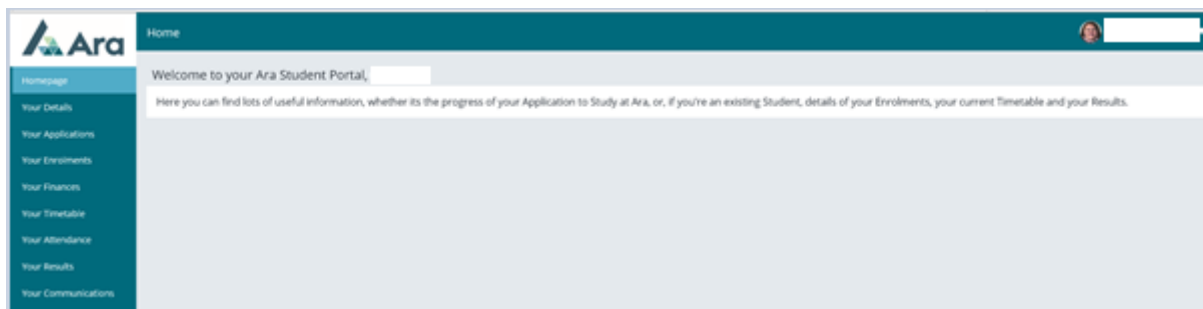 Ara
Home
Homepage
Welcome to your Ara Student Portal,
Your Details
Here you can find lots of useful information, whether its the progress of your Application to Study at Ara, or, if you're an existing Student, details of your Enrolments, your current Timetable and your Results.
Your Applications
Your Enrolments
Your Finances
Your Timetable
Your Attendance
Your Results
Your Communications